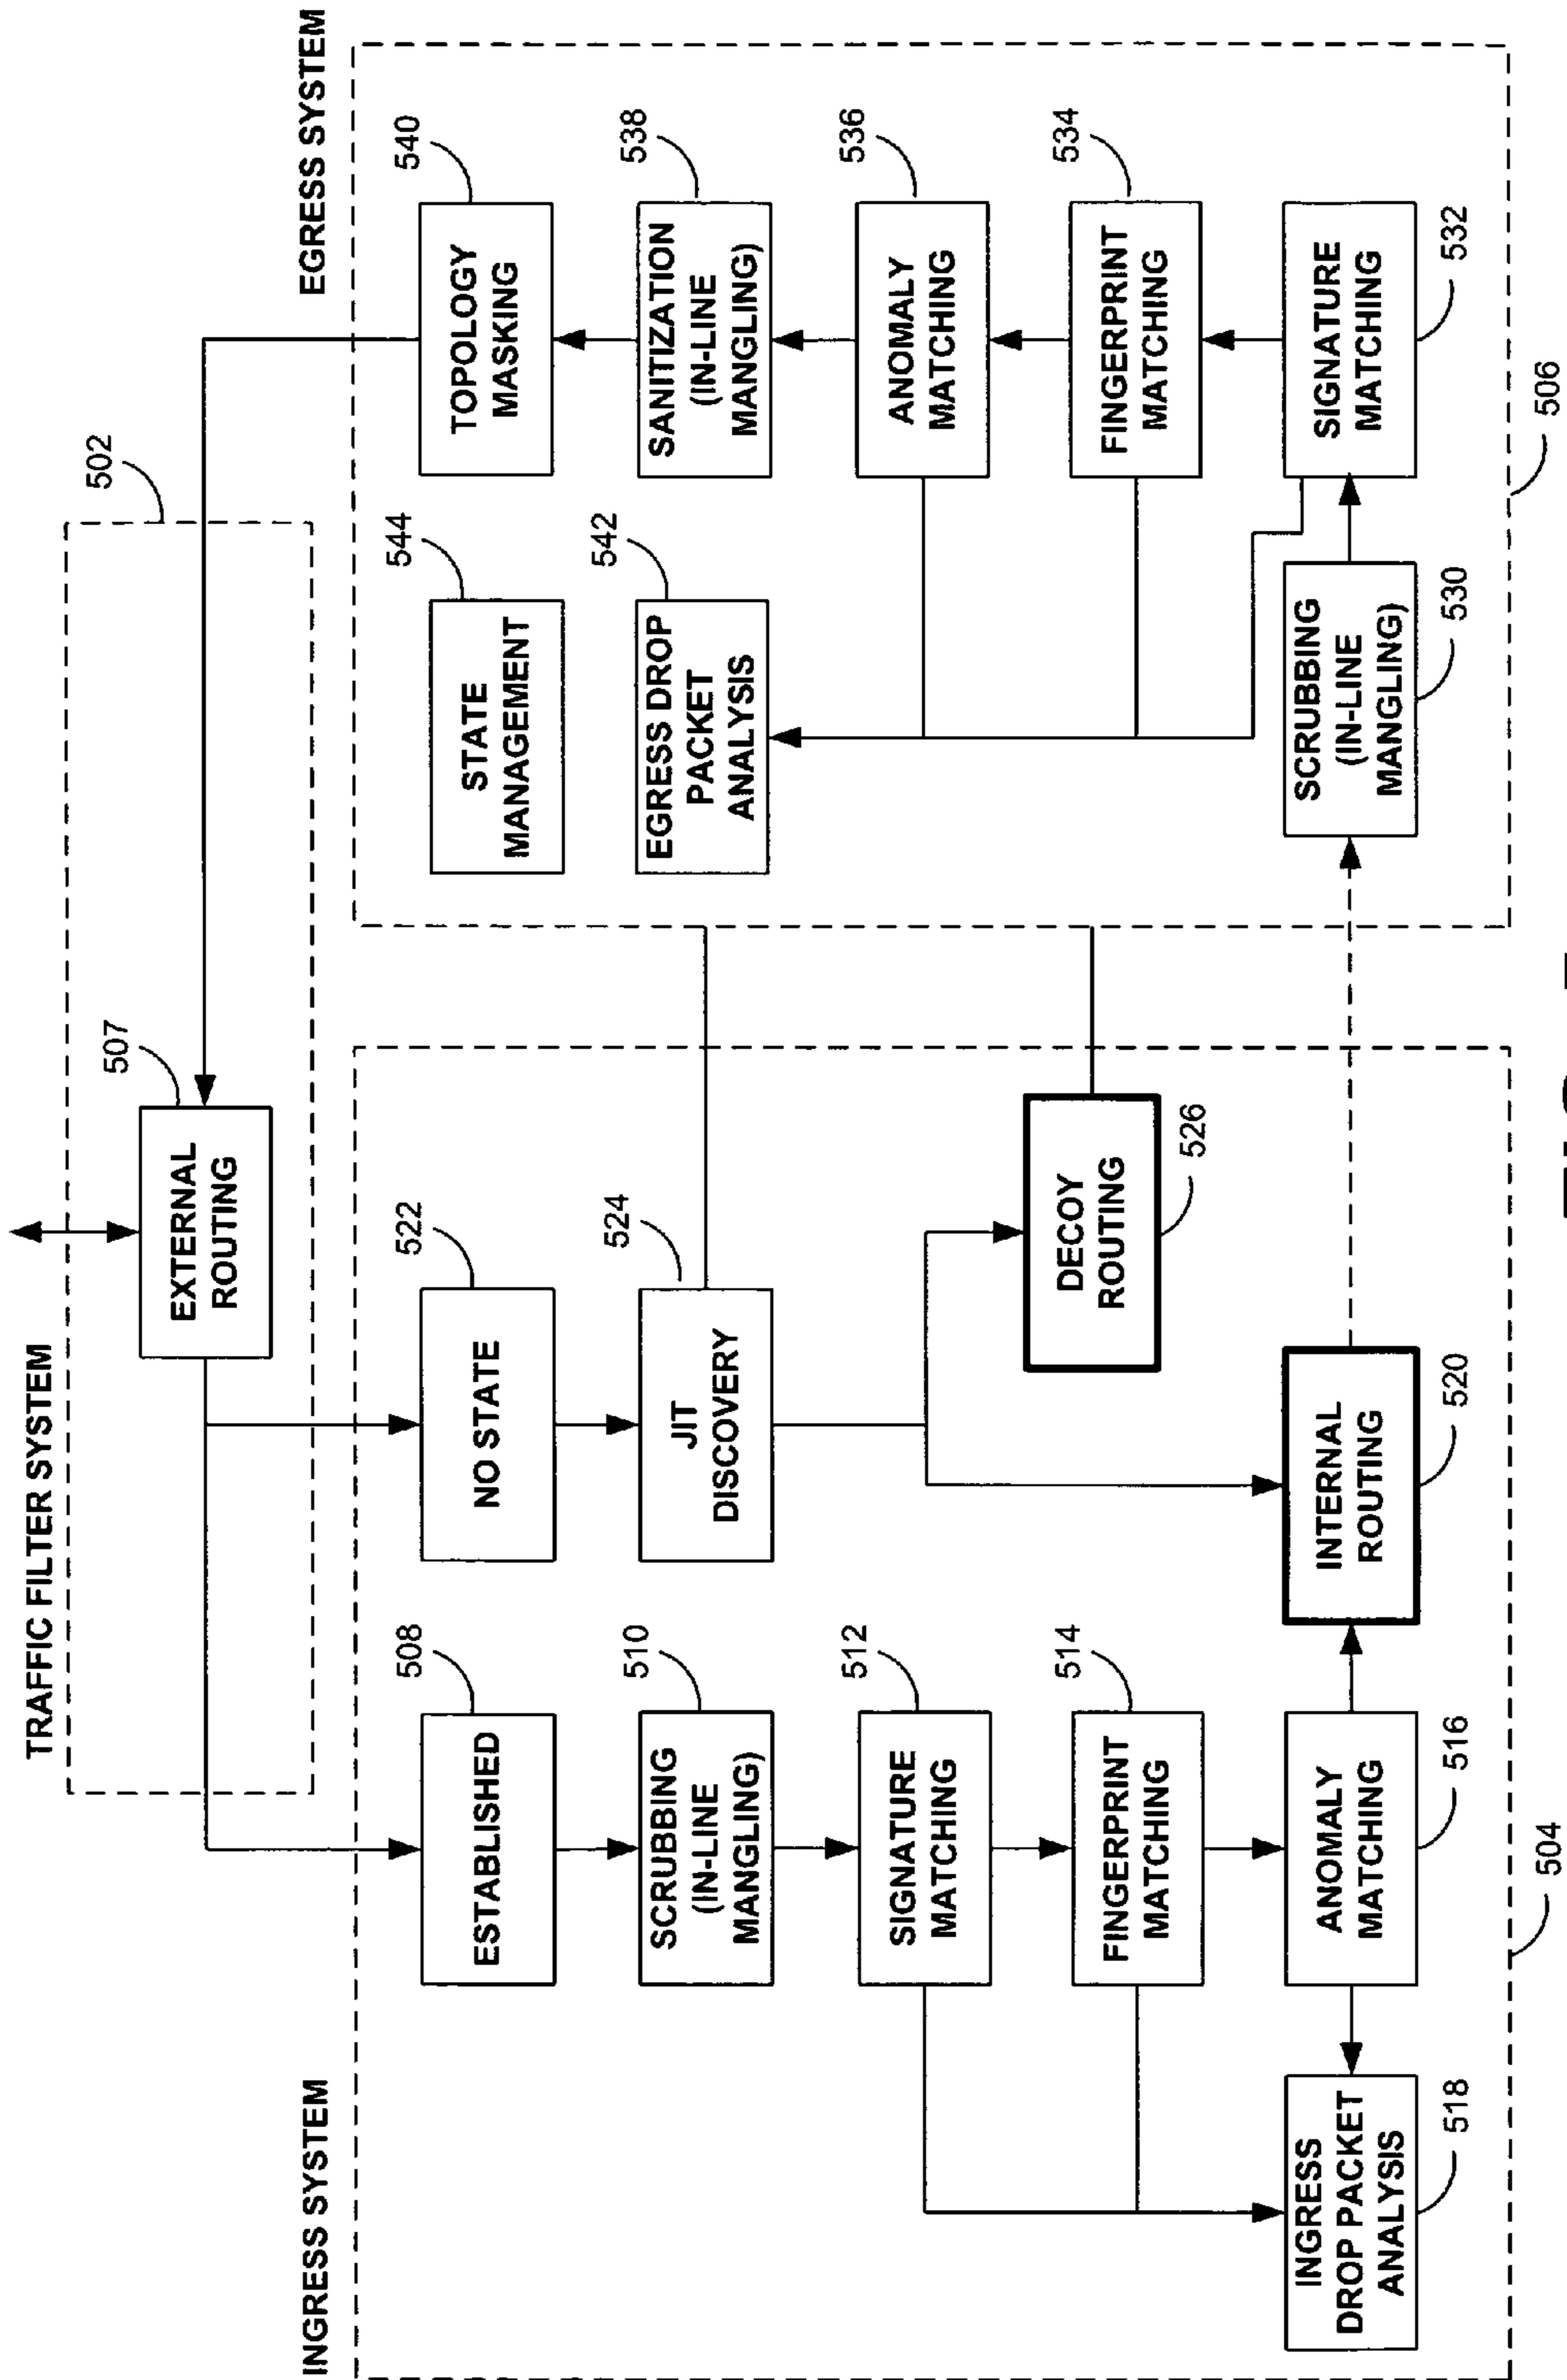 TRAFFIC FILTER SYSTEM
502
507
EXTERNAL
ROUTING
INGRESS SYSTEM
EGRESS SYSTEM
508
ESTABLISHED
522
NO STATE
544
STATE
MANAGEMENT
540
TOPOLOGY
MASKING
510
SCRUBBING
(IN-LINE
MANGLING)
524
JIT
DISCOVERY
542
EGRESS DROP
PACKET
ANALYSIS
538
SANITIZATION
(IN-LINE
MANGLING)
512
SIGNATURE
MATCHING
536
ANOMALY
MATCHING
514
FINGERPRINT
MATCHING
DECOY
ROUTING
526
534
FINGERPRINT
MATCHING
INGRESS
DROP PACKET
ANALYSIS
518
ANOMALY
MATCHING
516
INTERNAL
ROUTING
520
SCRUBBING
(IN-LINE
MANGLING)
530
SIGNATURE
MATCHING
532
504
506